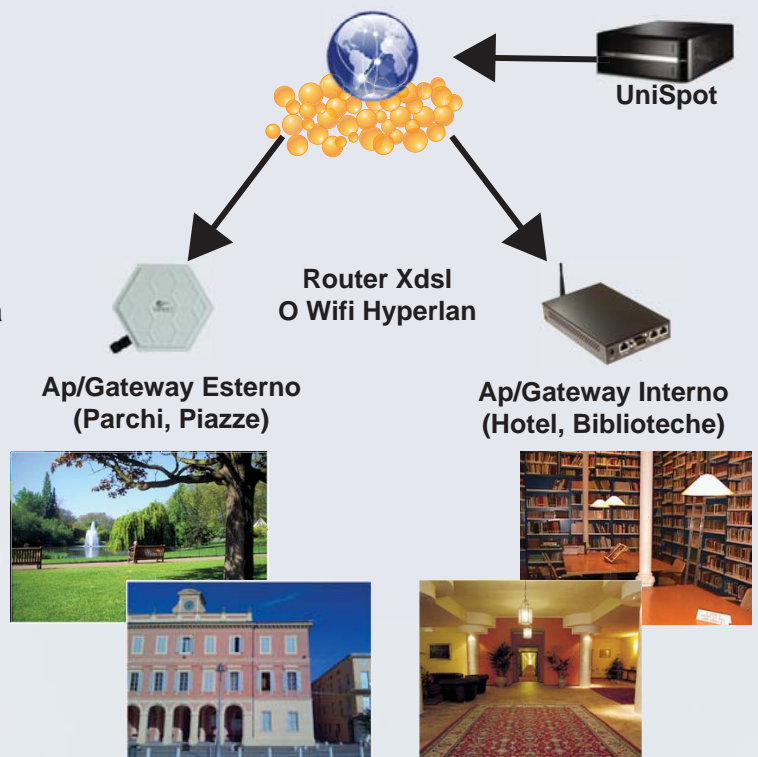 UniSpot
Router Xdsl
O Wifi Hyperlan
Ap/Gateway Esterno
(Parchi, Piazze)
Ap/Gateway Interno
(Hotel, Biblioteche)